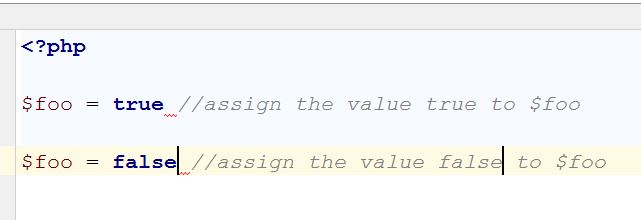 <?php
$foo = true //assign the value true to $foo
$foo = false //assign the value false to $foo